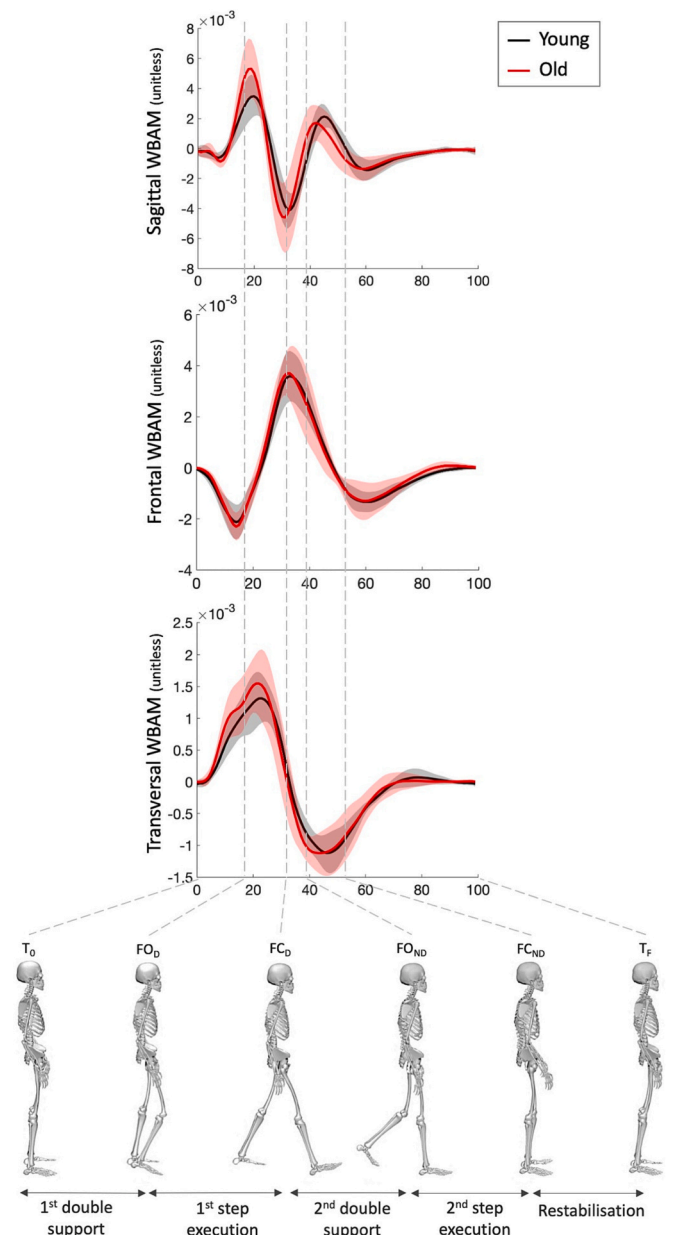 ×10⁻³
8
6
4
2
0
-2
-4
-6
-8
Sagittal WBAM (unitless)
0 20 40 60 80 100
Young
Old
×10⁻³
6
4
2
0
-2
-4
Frontal WBAM (unitless)
0 20 40 60 80 100
×10⁻³
2.5
2
1.5
1
0.5
0
-0.5
-1
-1.5
Transversal WBAM (unitless)
0 20 40 60 80 100
T₀ FO_D FC_D FO_ND FC_ND T_F
1st double support
1st step execution
2nd double support
2nd step execution
Restabilisation